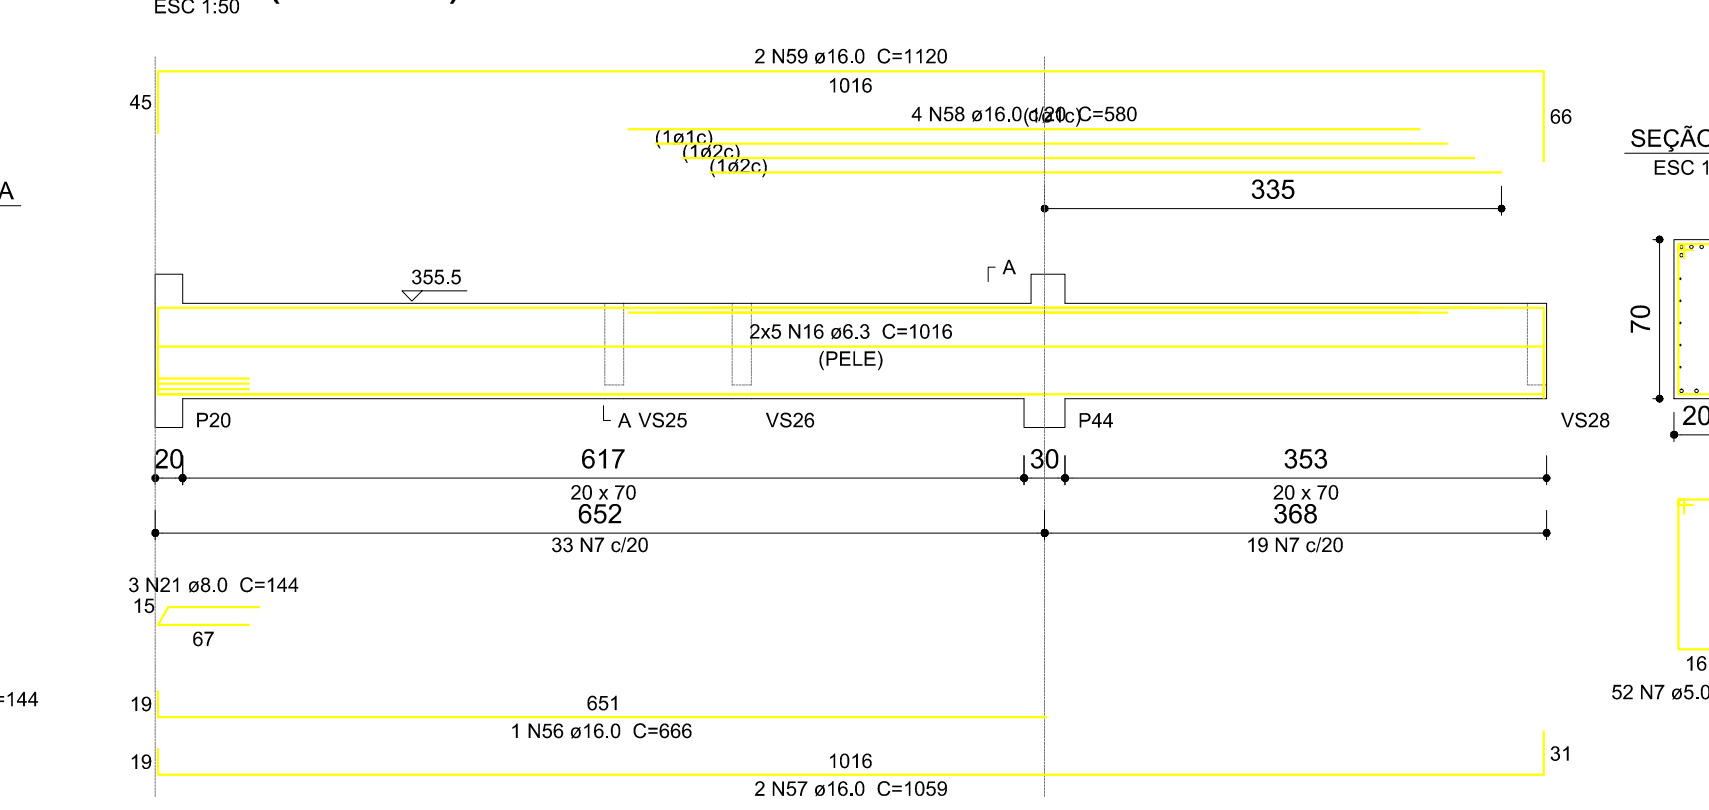 ESC 1:50
2 N59 ø16.0 C=1120
1016
45
66
4 N58 ø16.0 c/20 C=580
(1ø1c)
(1ø1c)
(1ø2c)
(1ø2c)
335
A
SEÇÃO
ESC 1
355.5
A
2x5 N16 ø6.3 C=1016
(PELE)
70
P20
A
VS25
VS26
P44
VS28
20
20
617
30
353
20 x 70
20 x 70
652
368
33 N7 c/20
19 N7 c/20
3 N21 ø8.0 C=144
15
67
16
52 N7 ø5.0
=144
19
651
1 N56 ø16.0 C=666
19
1016
31
2 N57 ø16.0 C=1059